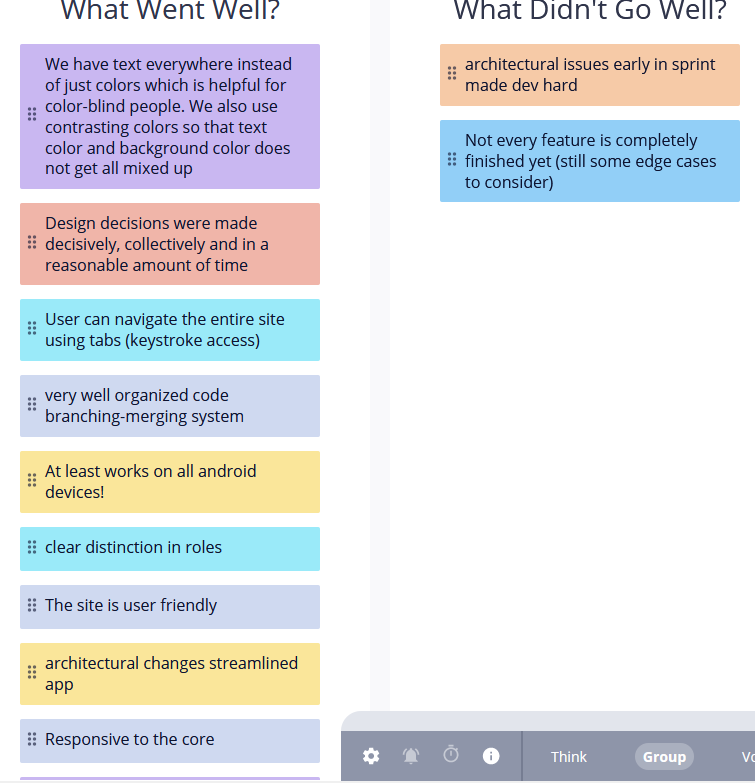 What Went Well?
We have text everywhere instead
of just colors which is helpful for
color-blind people. We also use
contrasting colors so that text
color and background color does
not get all mixed up
Design decisions were made
decisively, collectively and in a
reasonable amount of time
User can navigate the entire site
using tabs (keystroke access)
very well organized code
branching-merging system
At least works on all android
devices!
clear distinction in roles
The site is user friendly
architectural changes streamlined
app
Responsive to the core
What Didn't Go Well?
architectural issues early in sprint
made dev hard
Not every feature is completely
finished yet (still some edge cases
to consider)
Think
Group